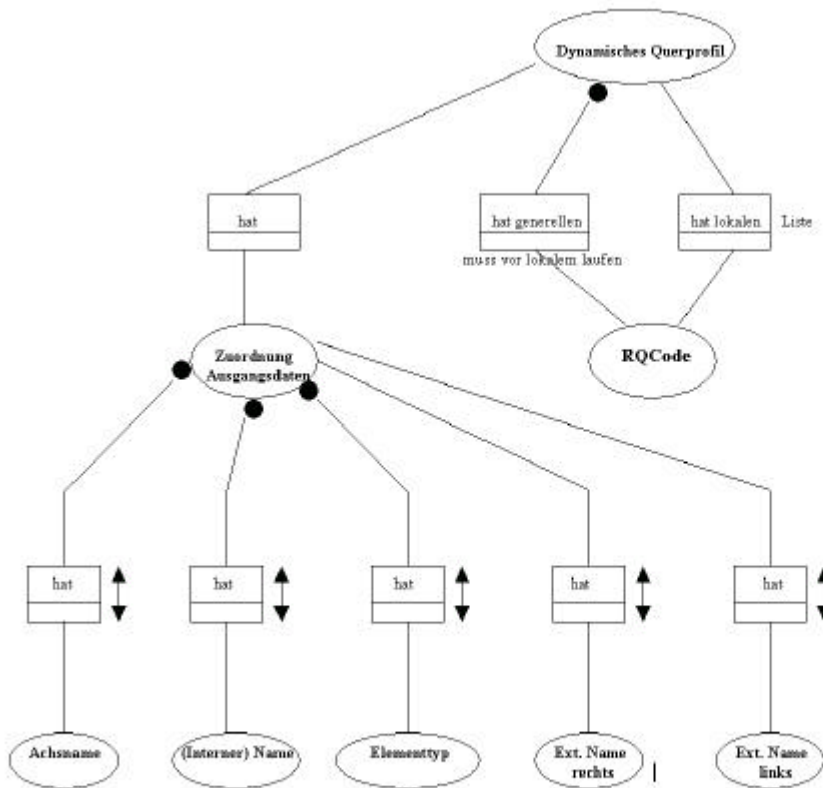 Dynamisches Querprofil
hat
hat generellen
hat lokalen
Liste
muss vor lokalem laufen
Zuordnung
Ausgangsdaten
RQCode
hat
hat
hat
hat
hat
Achsname
(Interner) Name
Elementtyp
Ext. Name
rechts
Ext. Name
links